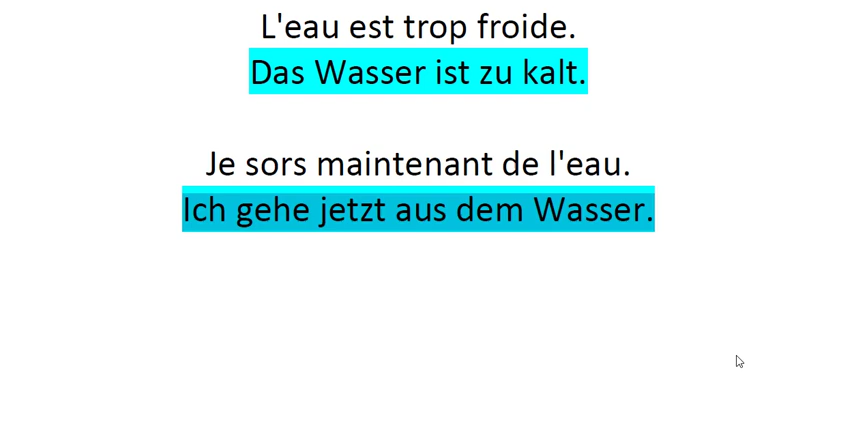 L'eau est trop froide.
Das Wasser ist zu kalt.
Je sors maintenant de l'eau.
Ich gehe jetzt aus dem Wasser.